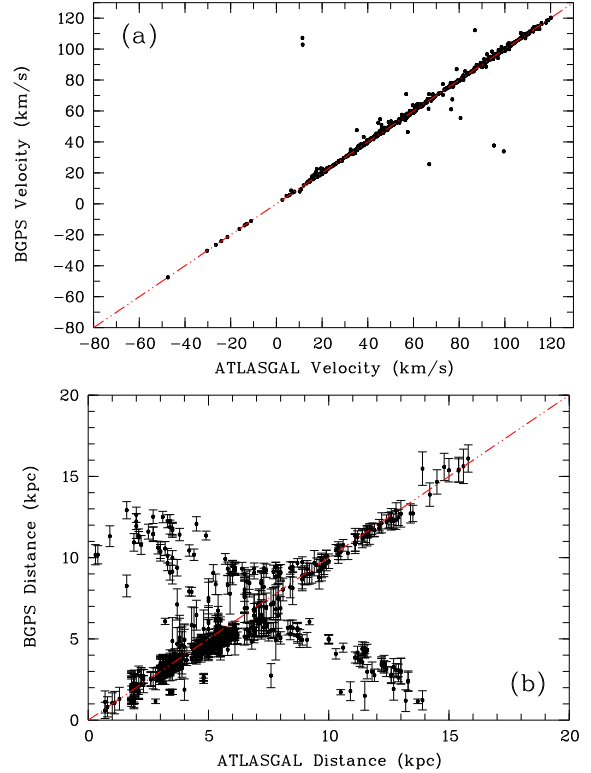 (a)
120
100
80
60
40
20
0
−20
−40
−60
−80
BGPS Velocity (km/s)
−80 −60 −40 −20 0 20 40 60 80 100 120
ATLASGAL Velocity (km/s)
20
15
10
5
0
BGPS Distance (kpc)
(b)
0 5 10 15 20
ATLASGAL Distance (kpc)